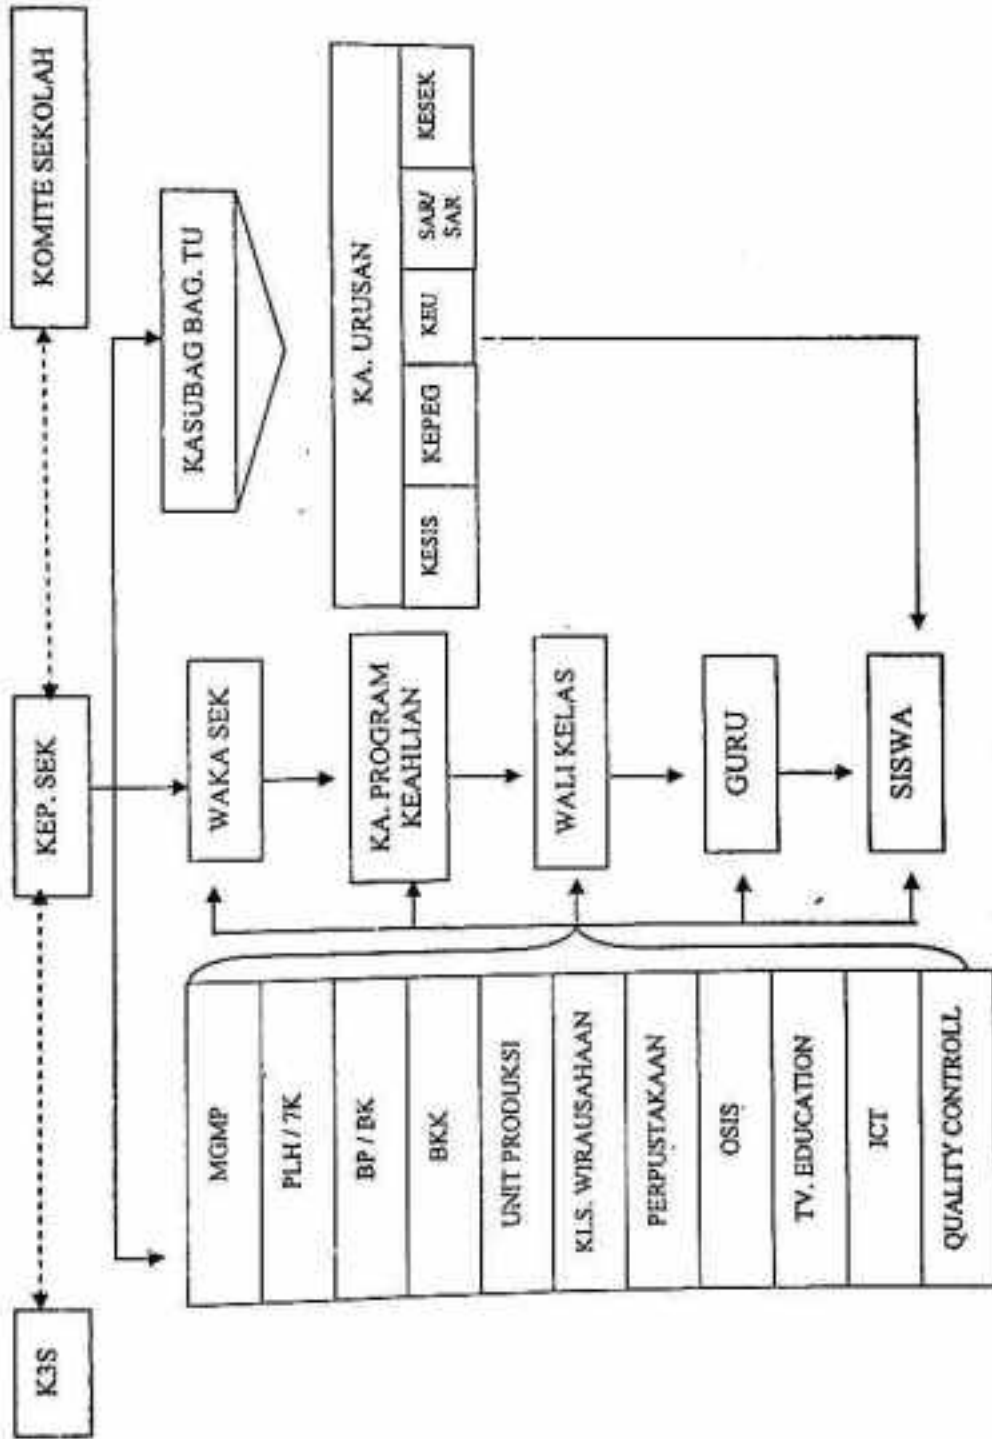 K3S
KEP. SEK
KOMITE SEKOLAH
KASUBAG BAG. TU
WAKA SEK
KA. URUSAN
KESIS
KEPEG
KEU
SAR/
SAR
KESEK
KA. PROGRAM
KEAHLIAN
WALI KELAS
GURU
SISWA
MGMP
PLH / 7K
BP / BK
BKK
UNIT PRODUKSI
KLS. WIRAUSAHAAN
PERPUSTAKAAN
OSIS
TV. EDUCATION
ICT
QUALITY CONTROLL